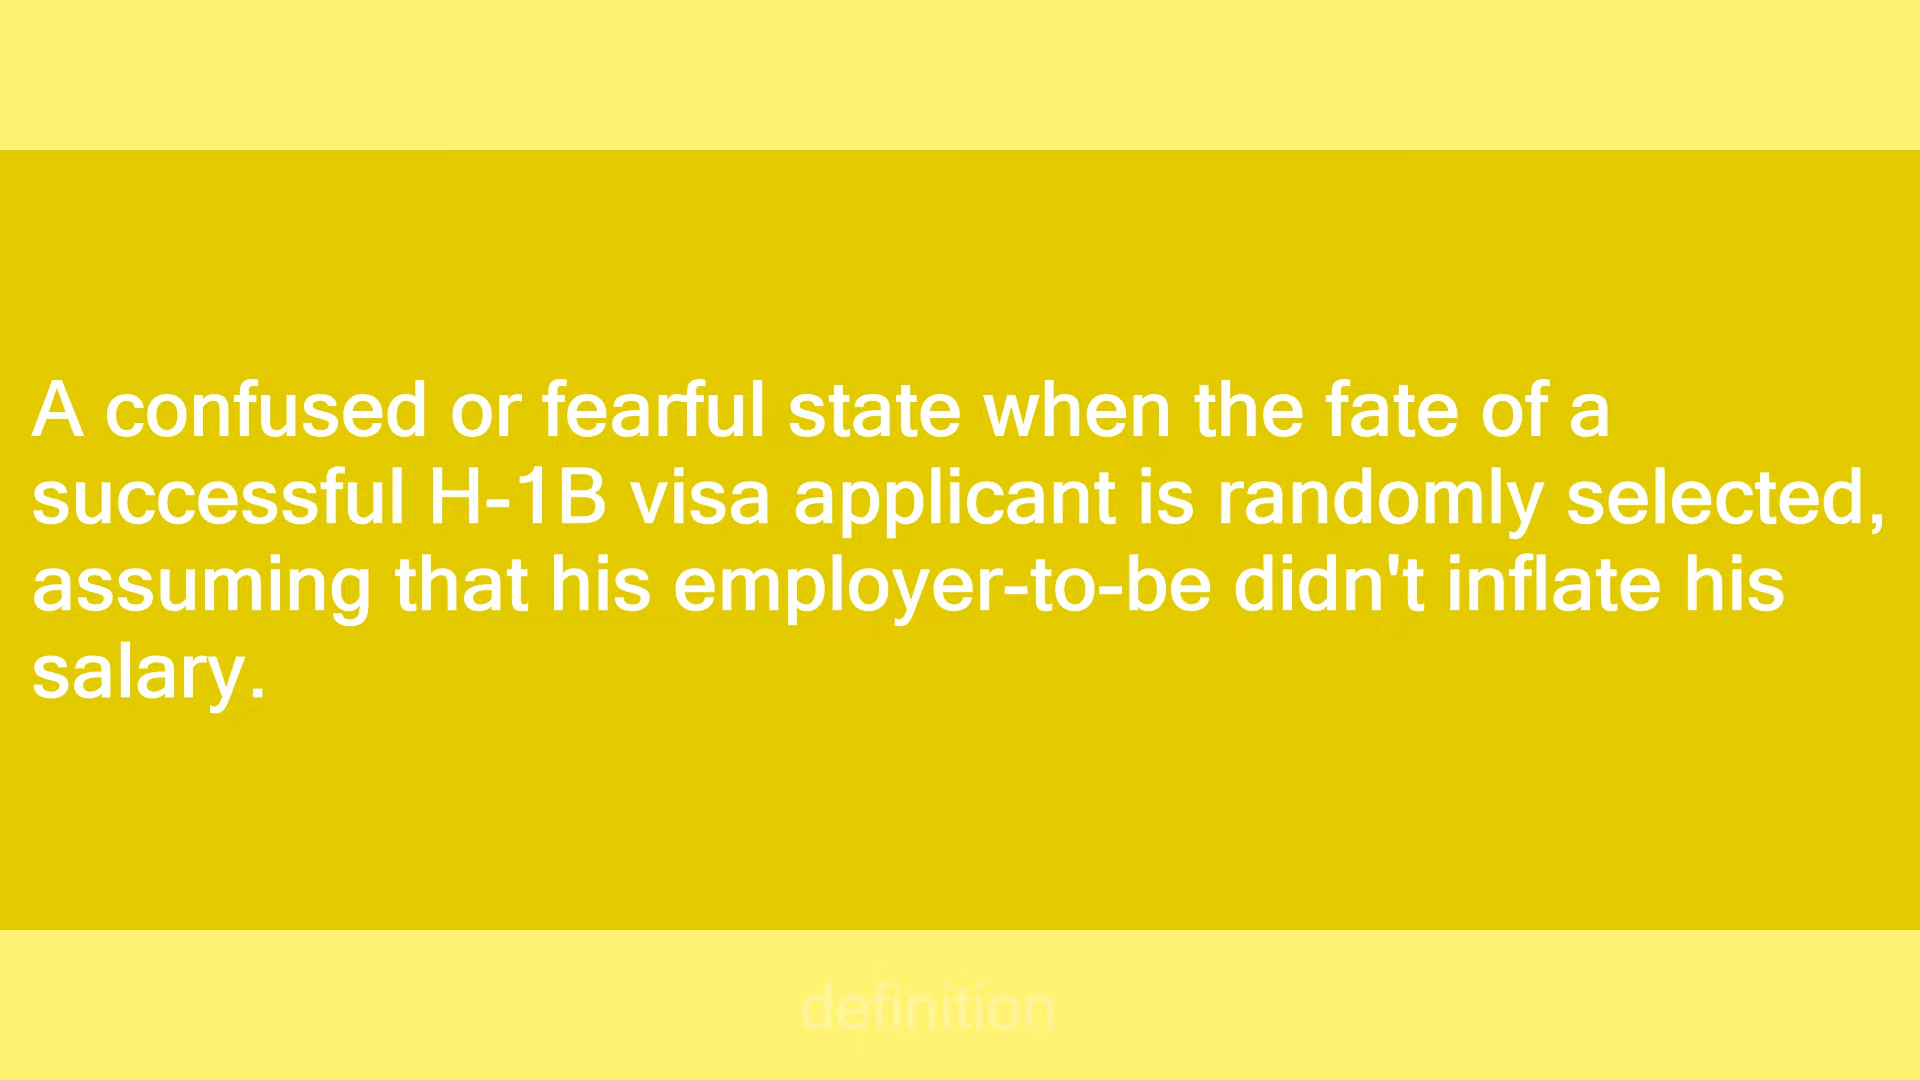 A confused or fearful state when the fate of a
successful H-1B visa applicant is randomly selected,
assuming that his employer-to-be didn't inflate his
salary.
definition